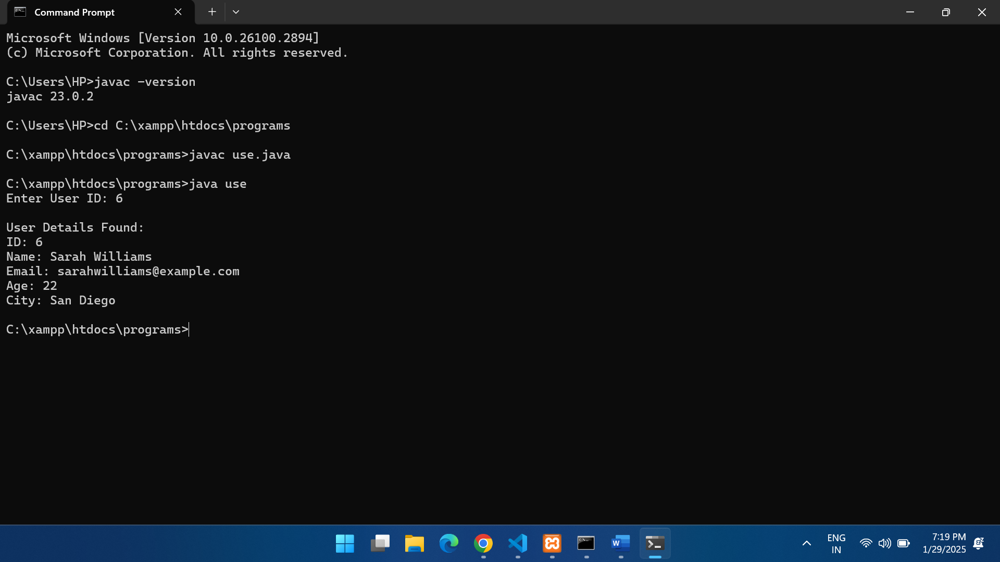 Command Prompt
Microsoft Windows [Version 10.0.26100.2894]
(c) Microsoft Corporation. All rights reserved.
C:\Users\HP>javac -version
javac 23.0.2
C:\Users\HP>cd C:\xampp\htdocs\programs
C:\xampp\htdocs\programs>javac use.java
C:\xampp\htdocs\programs>java use
Enter User ID: 6
User Details Found:
ID: 6
Name: Sarah Williams
Email: sarahwilliams@example.com
Age: 22
City: San Diego
C:\xampp\htdocs\programs>
ENG
IN
7:19 PM
1/29/2025